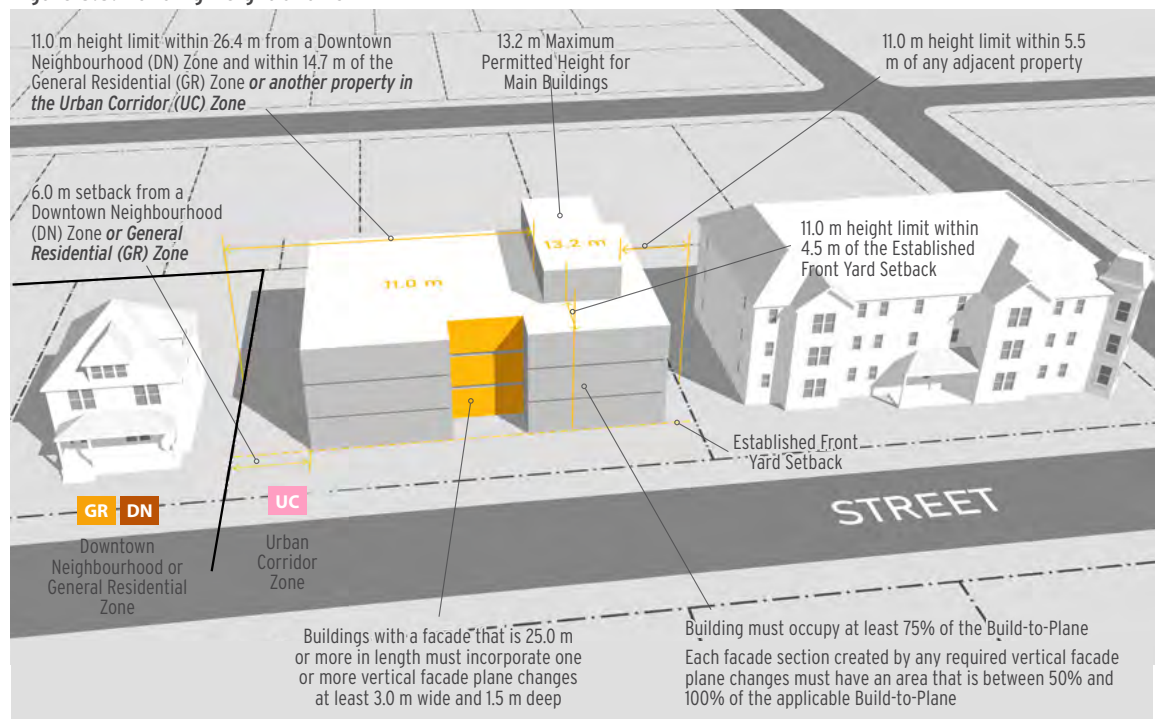 11.0 m height limit within 26.4 m from a Downtown
Neighbourhood (DN) Zone and within 14.7 m of the
General Residential (GR) Zone or another property in
the Urban Corridor (UC) Zone
13.2 m Maximum
Permitted Height for
Main Buildings
11.0 m height limit within 5.5
m of any adjacent property
6.0 m setback from a
Downtown Neighbourhood
(DN) Zone or General
Residential (GR) Zone
13.2 m
11.0 m height limit within
4.5 m of the Established
Front Yard Setback
11.0 m
Established Front
Yard Setback
GR DN
UC
STREET
Downtown
Neighbourhood or
General Residential
Zone
Urban
Corridor
Zone
Buildings with a facade that is 25.0 m
or more in length must incorporate one
or more vertical facade plane changes
at least 3.0 m wide and 1.5 m deep
Building must occupy at least 75% of the Build-to-Plane
Each facade section created by any required vertical facade
plane changes must have an area that is between 50% and
100% of the applicable Build-to-Plane